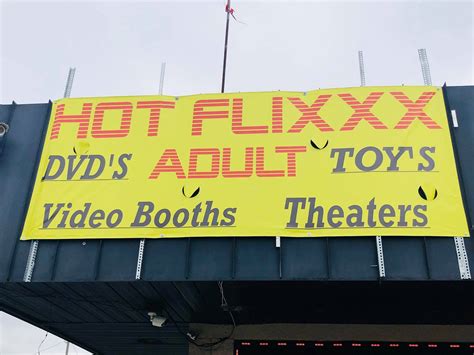 HOT FLIXXX
DVD'S ADULT TOY'S
Video Booths Theaters